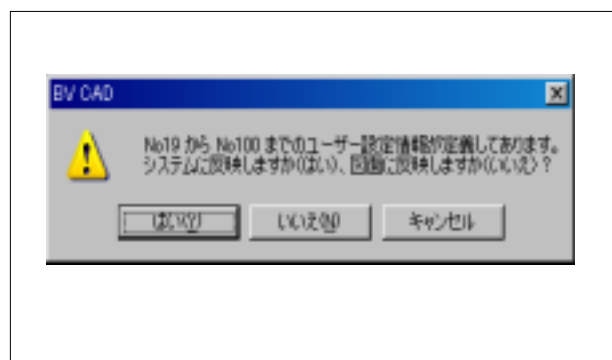 BV CAD
No19 から No100 までのユーザー設定情報が定義してあります。
システムに反映しますか(はい)、図面に反映しますか(いいえ)？
はい(Y)
いいえ(N)
キャンセル